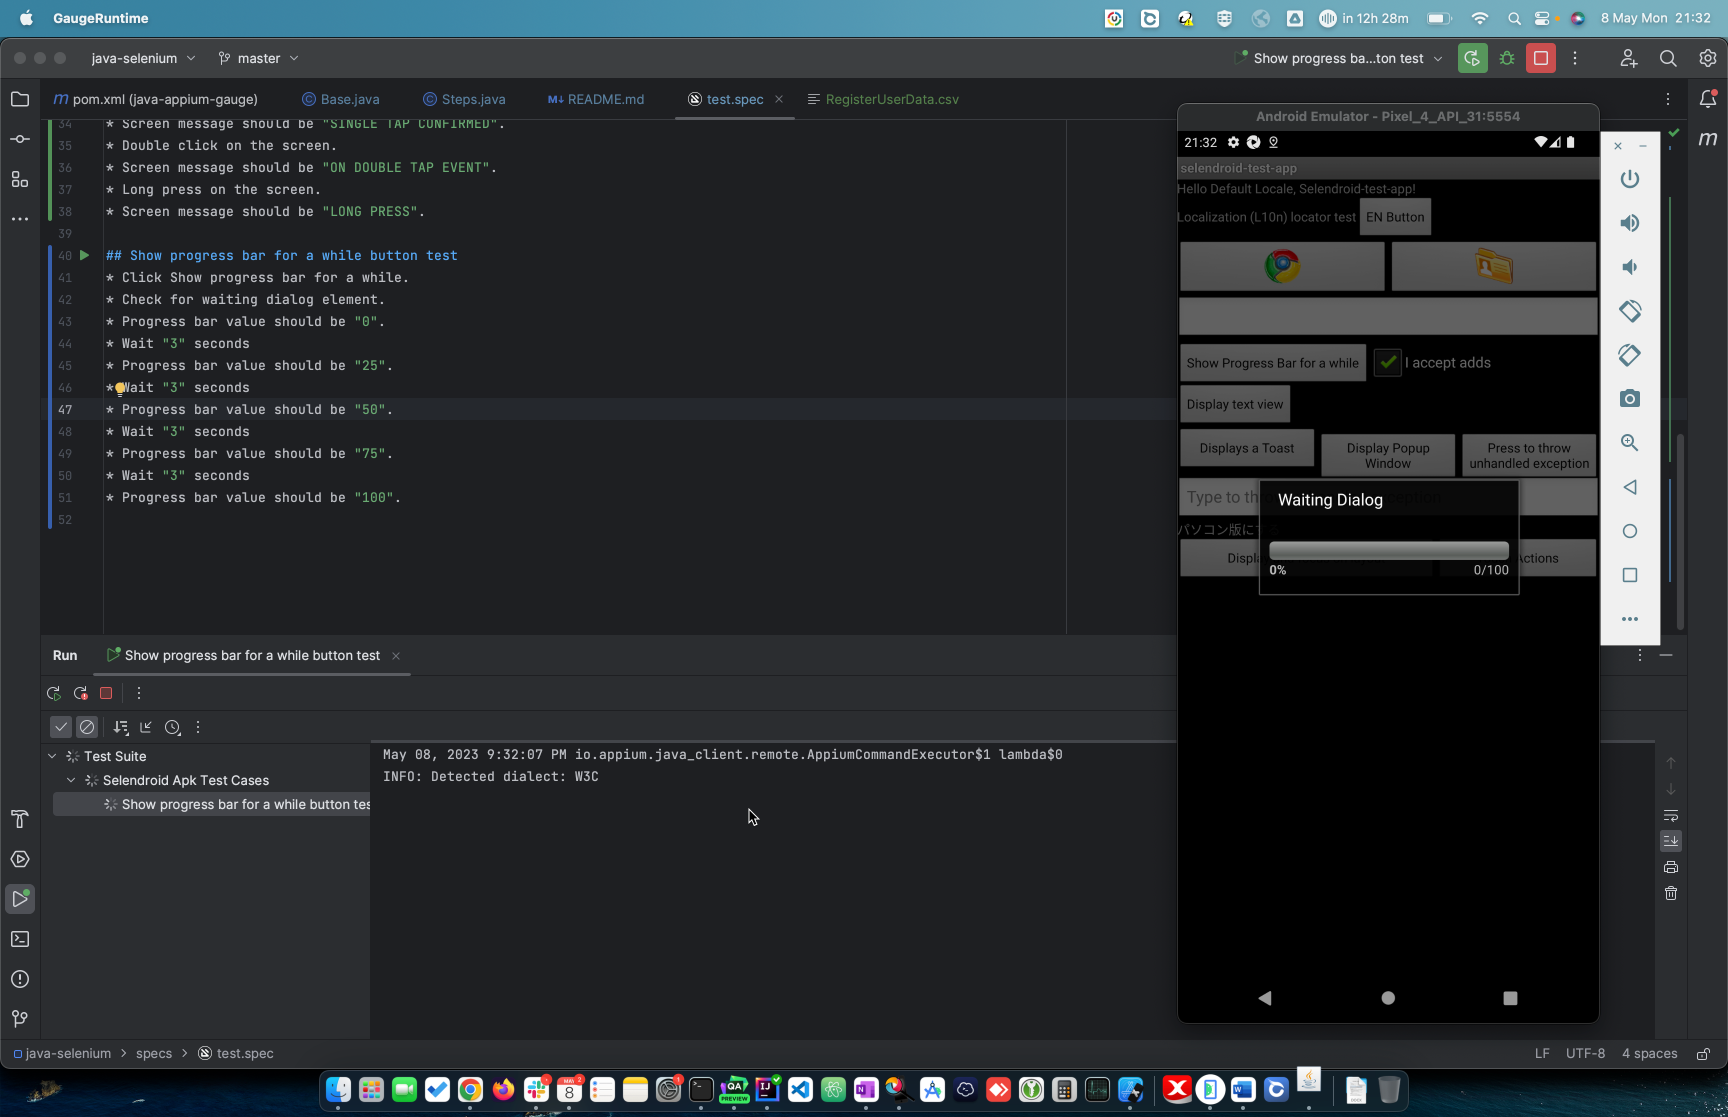 GaugeRuntime
in 12h 28m
8 May Mon 21:32
java-selenium
master
Show progress ba...ton test
m pom.xml (java-appium-gauge)
Base.java
Steps.java
README.md
test.spec
RegisterUserData.csv
34 * Screen message should be "SINGLE TAP CONFIRMED".
35 * Double click on the screen.
36 * Screen message should be "ON DOUBLE TAP EVENT".
37 * Long press on the screen.
38 * Screen message should be "LONG PRESS".
39
40 ## Show progress bar for a while button test
41 * Click Show progress bar for a while.
42 * Check for waiting dialog element.
43 * Progress bar value should be "0".
44 * Wait "3" seconds
45 * Progress bar value should be "25".
46 * Wait "3" seconds
47 * Progress bar value should be "50".
48 * Wait "3" seconds
49 * Progress bar value should be "75".
50 * Wait "3" seconds
51 * Progress bar value should be "100".
52
Android Emulator - Pixel_4_API_31:5554
21:32
selendroid-test-app
Hello Default Locale, Selendroid-test-app!
Localization (L10n) locator test
EN Button
Show Progress Bar for a while
I accept adds
Display text view
Displays a Toast
Display Popup
Window
Press to throw
unhandled exception
Type to th
Waiting Dialog
パソコン版に
0%
0/100
Displ
ctions
Run
Show progress bar for a while button test
Test Suite
Selendroid Apk Test Cases
Show progress bar for a while button tes
May 08, 2023 9:32:07 PM io.appium.java_client.remote.AppiumCommandExecutor$1 lambda$0
INFO: Detected dialect: W3C
java-selenium > specs > test.spec
LF
UTF-8
4 spaces